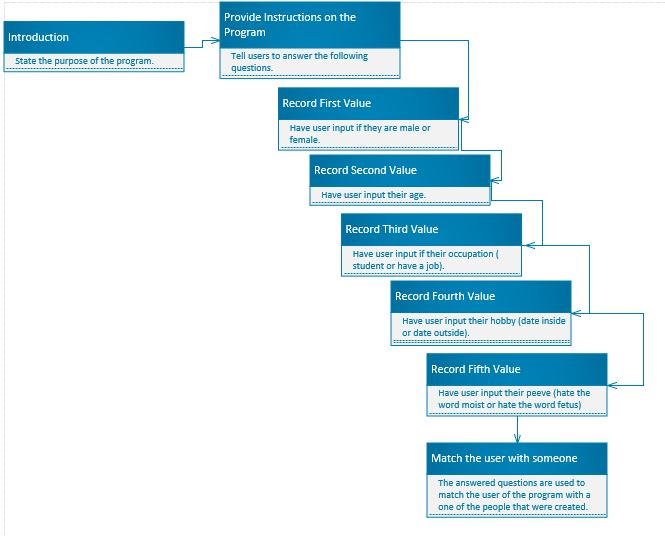 Introduction
State the purpose of the program.
Provide Instructions on the
Program
Tell users to answer the following
questions.
Record First Value
Have user input if they are male or
female.
Record Second Value
Have user input their age.
Record Third Value
Have user input if their occupation (
student or have a job).
Record Fourth Value
Have user input their hobby (date inside
or date outside).
Record Fifth Value
Have user input their peeve (hate the
word moist or hate the word fetus)
Match the user with someone
The answered questions are used to
match the user of the program with a
one of the people that were created.